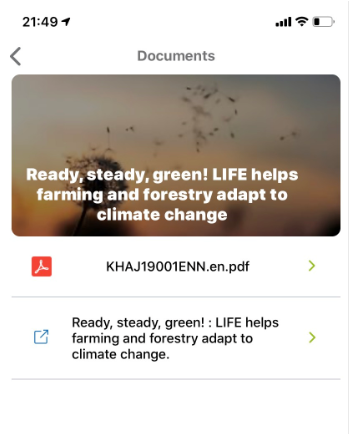 21:49
Documents
Ready, steady, green! LIFE helps
farming and forestry adapt to
climate change
KHAJ19001ENN.en.pdf
Ready, steady, green! : LIFE helps
farming and forestry adapt to
climate change.